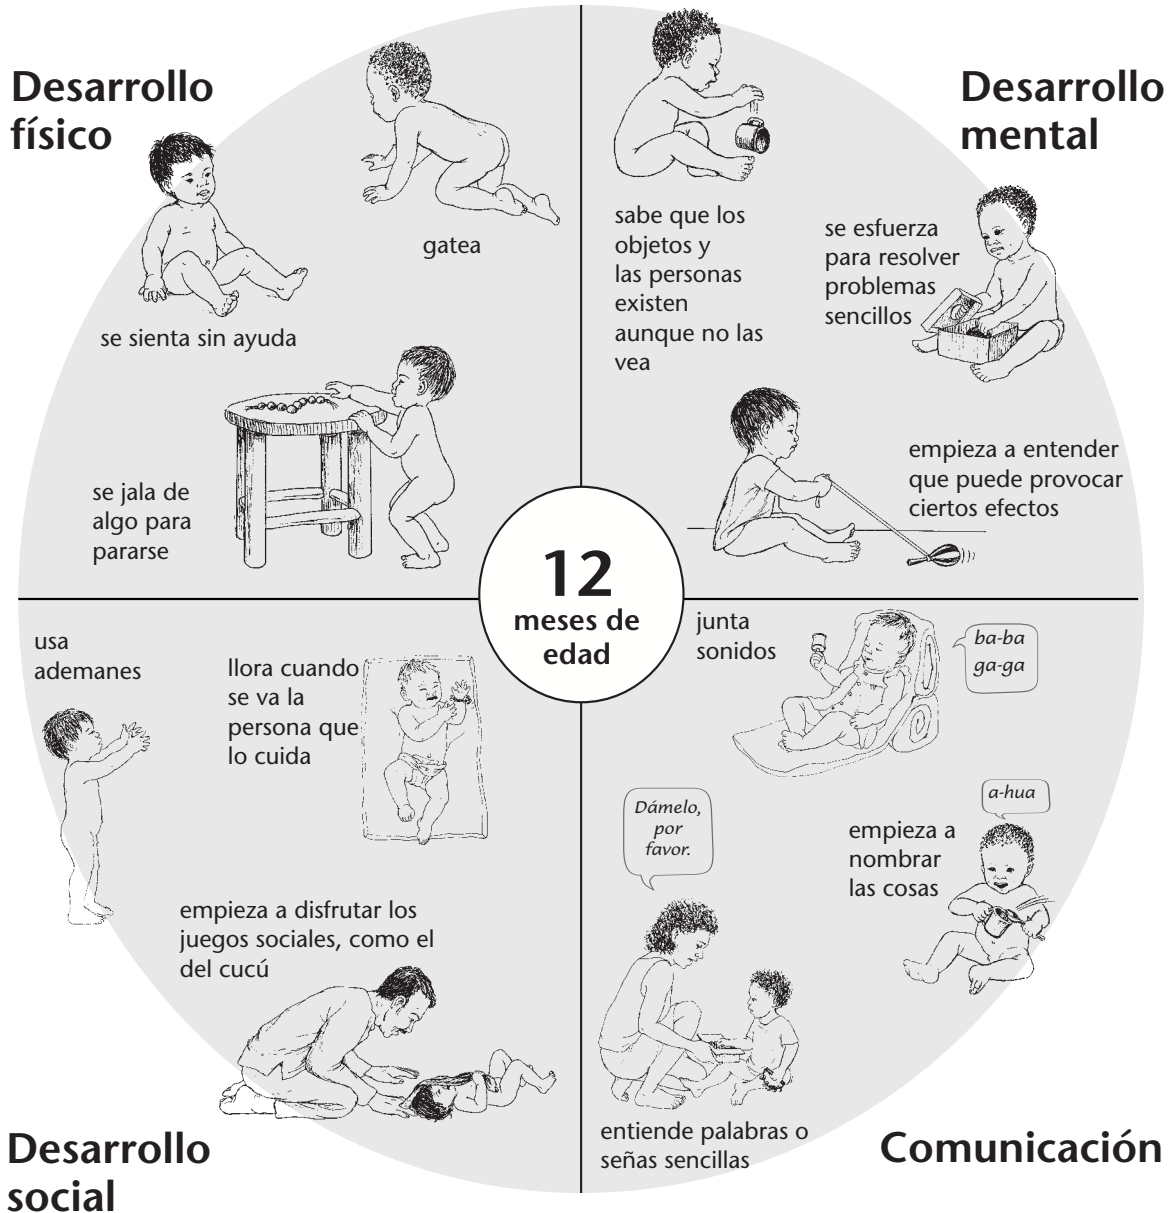 Desarrollo
físico
gatea
se sienta sin ayuda
se jala de
algo para
pararse
Desarrollo
mental
sabe que los
objetos y
las personas
existen
aunque no las
vea
se esfuerza
para resolver
problemas
sencillos
empieza a entender
que puede provocar
ciertos efectos
12
meses de
edad
usa
ademanes
llora cuando
se va la
persona que
lo cuida
empieza a disfrutar los
juegos sociales, como el
del cucú
Desarrollo
social
junta
sonidos
ba-ba
ga-ga
a-hua
empieza a
nombrar
las cosas
Dámelo,
por
favor.
entiende palabras o
señas sencillas
Comunicación